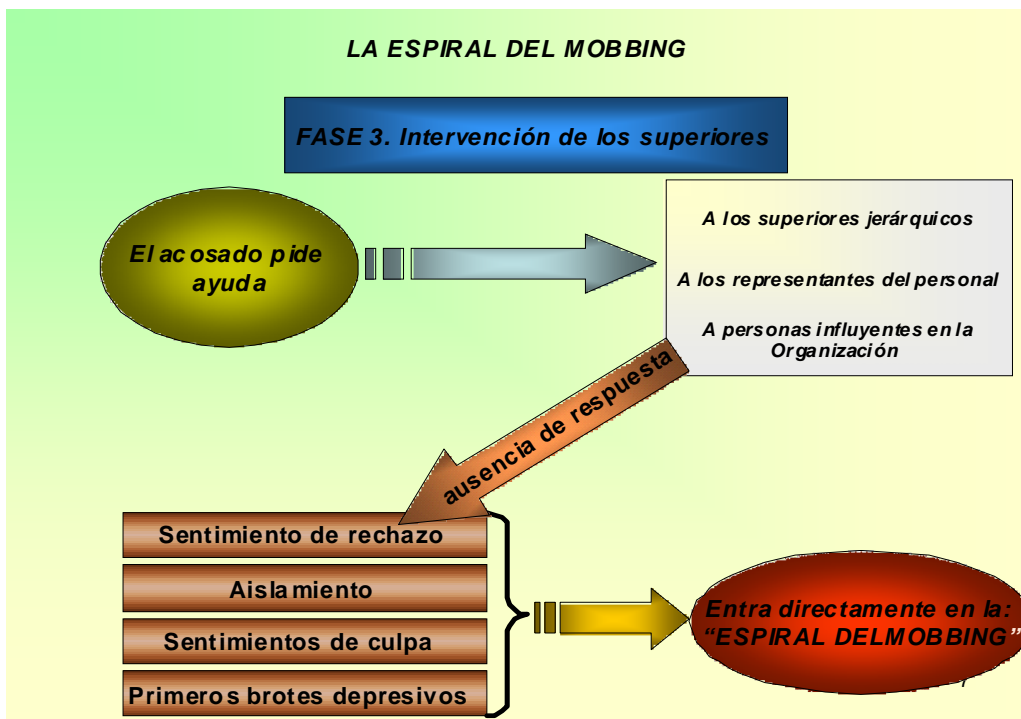 LA ESPIRAL DEL MOBBING
FASE 3. Intervención de los superiores
El acosado pide
ayuda
A los superiores jerárquicos
A los representantes del personal
A personas influyentes en la
Organización
ausencia de respuesta
Sentimiento de rechazo
Aislamiento
Sentimientos de culpa
Primeros brotes depresivos
Entra directamente en la:
“ESPIRAL DELMOBBING”